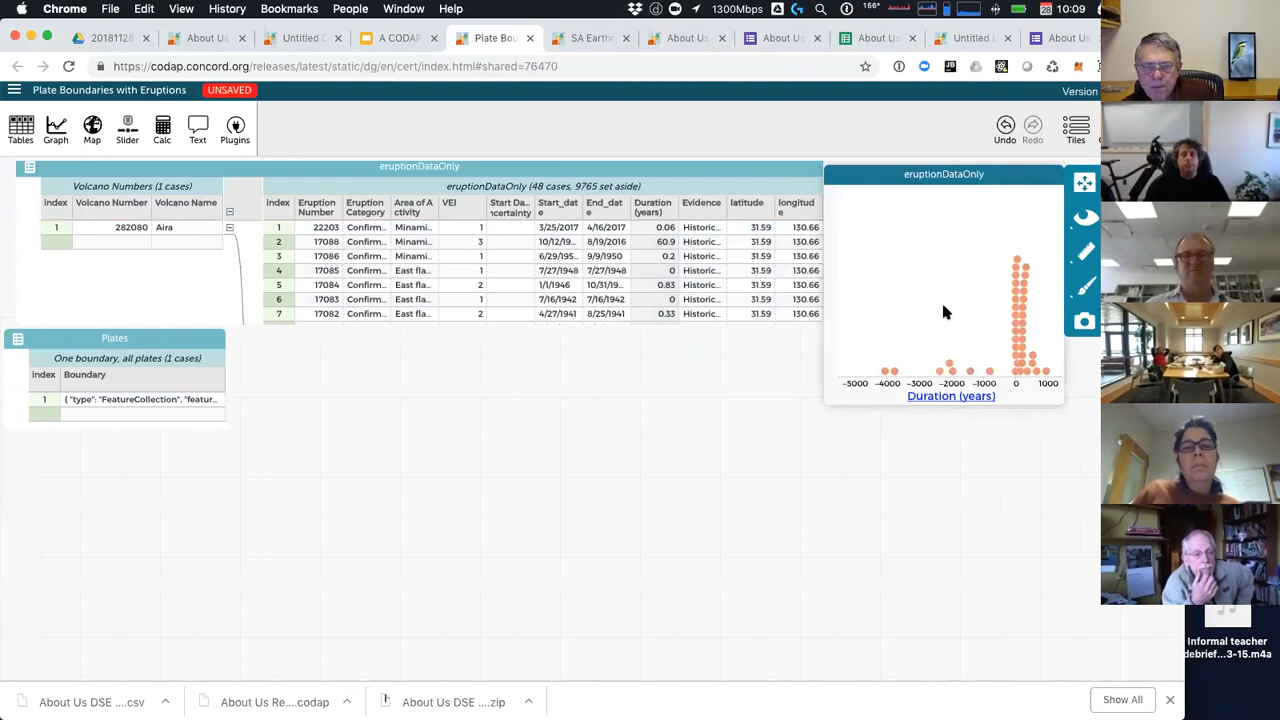 Chrome File Edit View History Bookmarks People Window Help 1300Mbps 156° 28 10:09
20181128 About Us Untitled D A CODAP Plate Bou SA Earth About Us About Us About Us Untitled I About Us
https://codap.concord.org/releases/latest/static/dg/en/cert/index.html#shared=76470
Plate Boundaries with Eruptions UNSAVED Version
Tables Graph Map Slider Calc Text Plugins Undo Redo Tiles
eruptionDataOnly
Volcano Numbers (1 cases)
index Volcano Number Volcano Name
1 282080 Aira
eruptionDataOnly (48 cases, 9765 set aside)
index Eruption Number Eruption Category Area of A ctivity VEI Start Da... :certainty Start_dat e End_dat e Duration (years) Evidence latitude longitud e
1 22203 Confirm... Minami... 1 3/25/2017 4/16/2017 0.06 Historic... 31.59 130.66
2 17088 Confirm... Minami... 3 10/12/19... 8/19/2016 60.9 Historic... 31.59 130.66
3 17086 Confirm... Minami... 1 6/29/195... 9/9/1950 0.2 Historic... 31.59 130.66
4 17085 Confirm... East fla... 1 7/27/1948 7/27/1948 0 Historic... 31.59 130.66
5 17084 Confirm... East fla... 2 1/1/1946 10/31/19... 0.83 Historic... 31.59 130.66
6 17083 Confirm... East fla... 1 7/16/1942 7/16/1942 0 Historic... 31.59 130.66
7 17082 Confirm... East fla... 2 4/27/1941 8/25/1941 0.33 Historic... 31.59 130.66
eruptionDataOnly
-5000 -4000 -3000 -2000 -1000 0 1000
Duration (years)
Plates
One boundary, all plates (1 cases)
index Boundary
1 { "type": "FeatureCollection", "featur...
Informal teacher
debrief...3-15.m4a
About Us DSE ....csv About Us Re....codap About Us DSE ....zip Show All